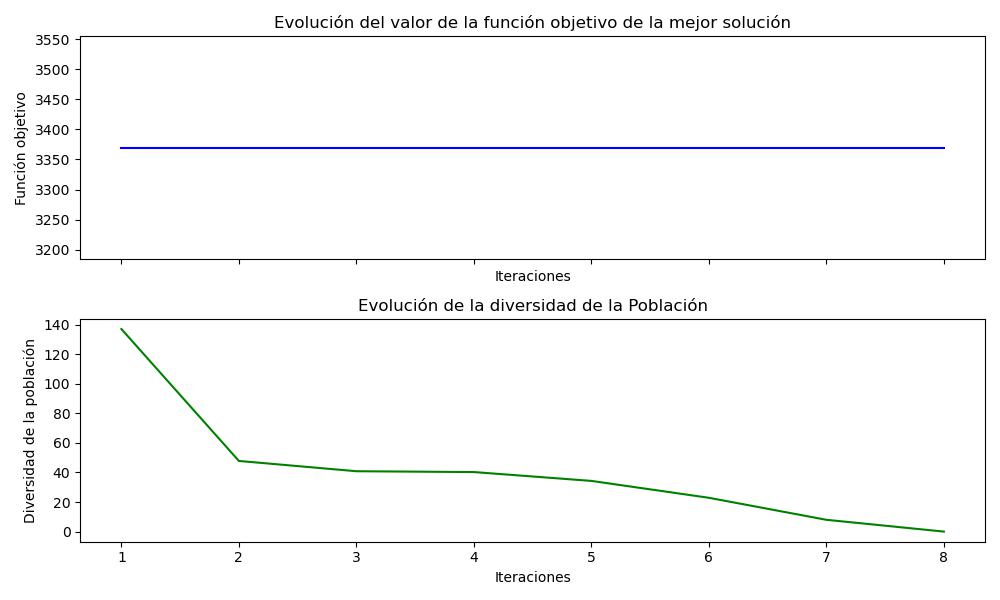 Evolución del valor de la función objetivo de la mejor solución
Función objetivo
3550
3500
3450
3400
3350
3300
3250
3200
Iteraciones
Evolución de la diversidad de la Población
Diversidad de la población
140
120
100
80
60
40
20
0
1 2 3 4 5 6 7 8
Iteraciones